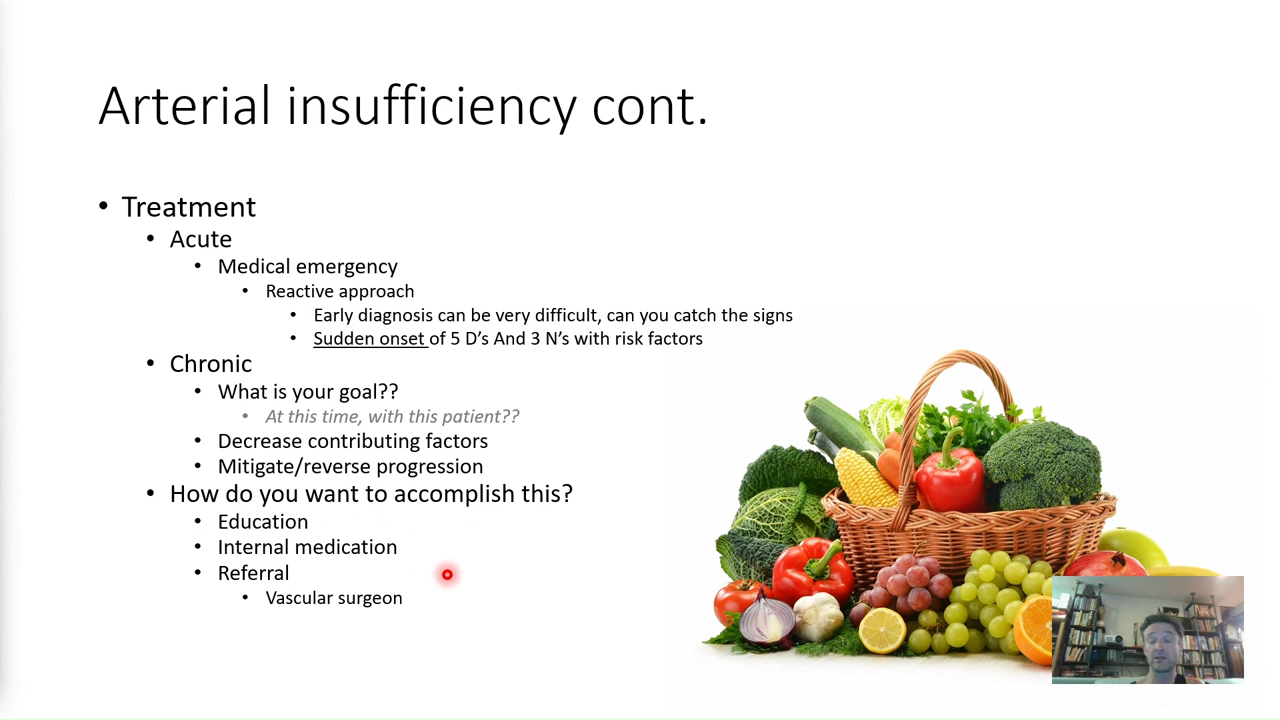 Arterial insufficiency cont.
• Treatment
• Acute
• Medical emergency
• Reactive approach
• Early diagnosis can be very difficult, can you catch the signs
• Sudden onset of 5 D’s And 3 N’s with risk factors
• Chronic
• What is your goal??
• At this time, with this patient??
• Decrease contributing factors
• Mitigate/reverse progression
• How do you want to accomplish this?
• Education
• Internal medication
• Referral
• Vascular surgeon